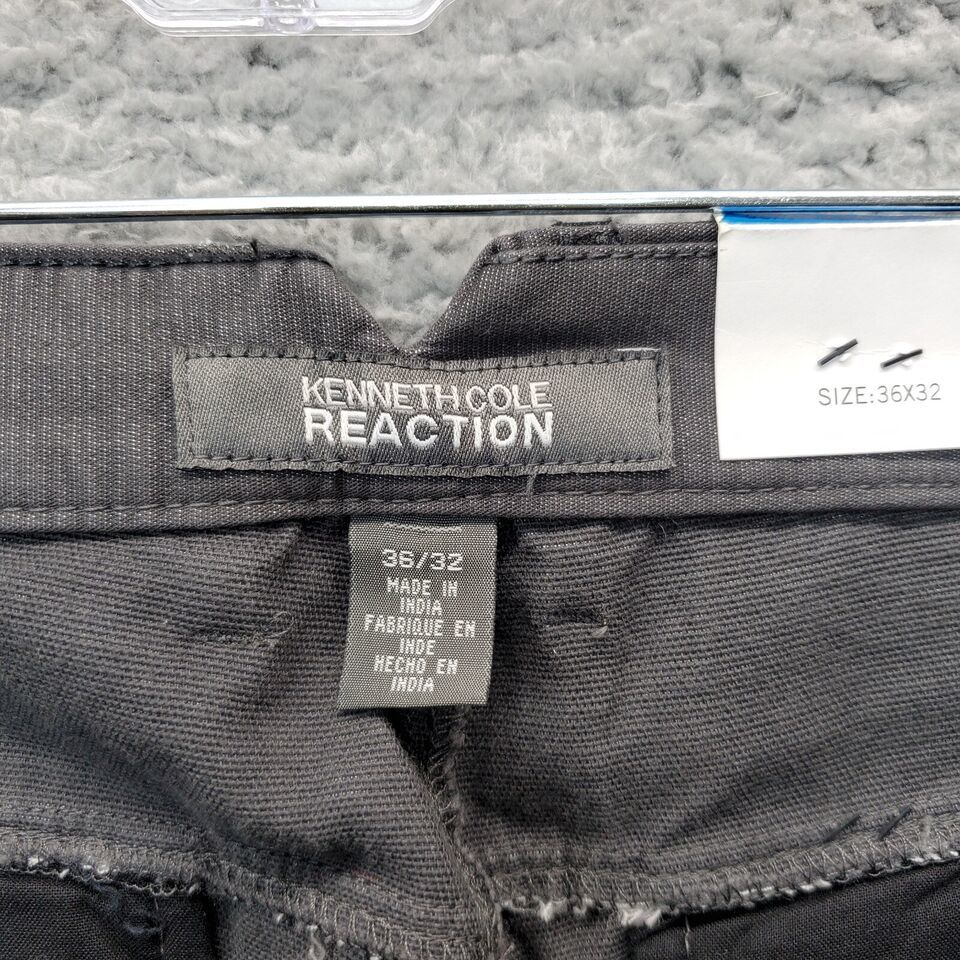 KENNETH COLE
REACTION
SIZE:36X32
36/32
MADE IN
INDIA
FABRIQUE EN
INDE
HECHO EN
INDIA